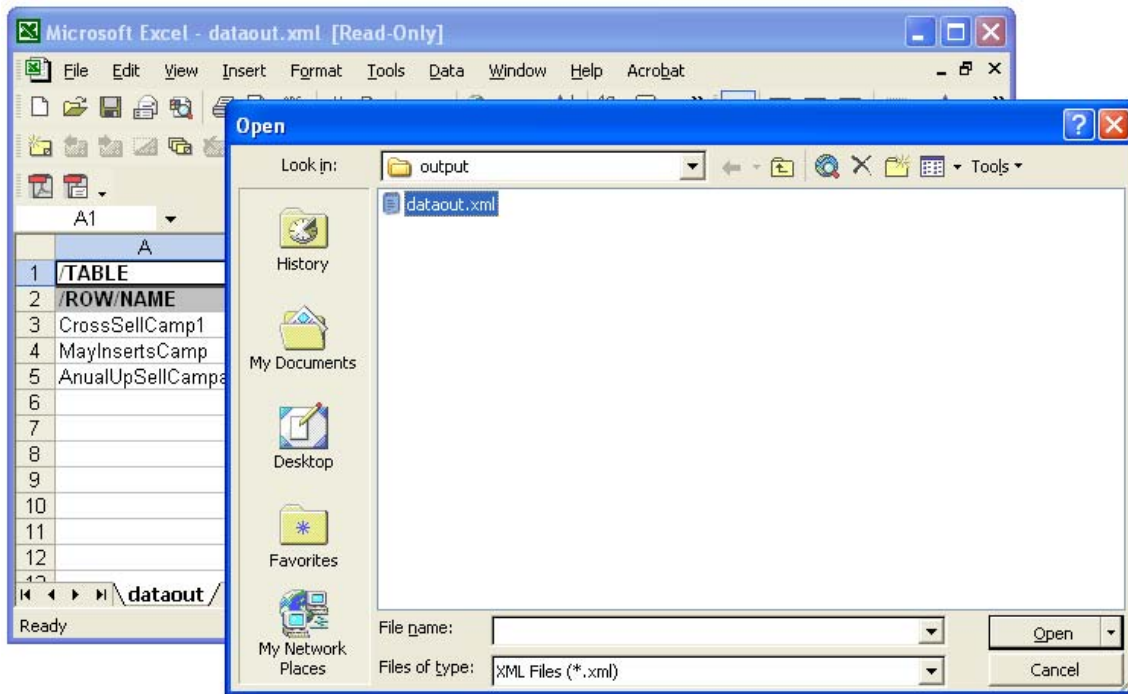 Microsoft Excel - dataout.xml [Read-Only]
File Edit View Insert Format Tools Data Window Help Acrobat
Open
Look in: output Tools
A1
dataout.xml
A
1 /TABLE
2 /ROW/NAME
3 CrossSellCamp1
4 MayInsertsCamp
5 AnualUpSellCampa
6
7
8
9
10
11
12
History
My Documents
Desktop
Favorites
My Network Places
dataout
Ready
File name: Open
Files of type: XML Files (*.xml) Cancel